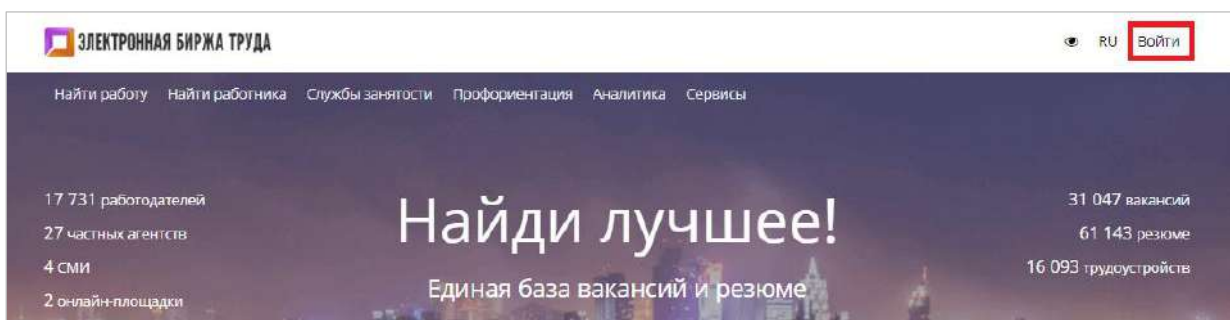 ЭЛЕКТРОННАЯ БИРЖА ТРУДА
RU Войти
Найти работу Найти работника Службы занятости Профориентация Аналитика Сервисы
17 731 работодателей
27 частных агентств
4 СМИ
2 онлайн-площадки
Найди лучшее!
Единая база вакансий и резюме
31 047 вакансий
61 143 резюме
16 093 трудоустройств